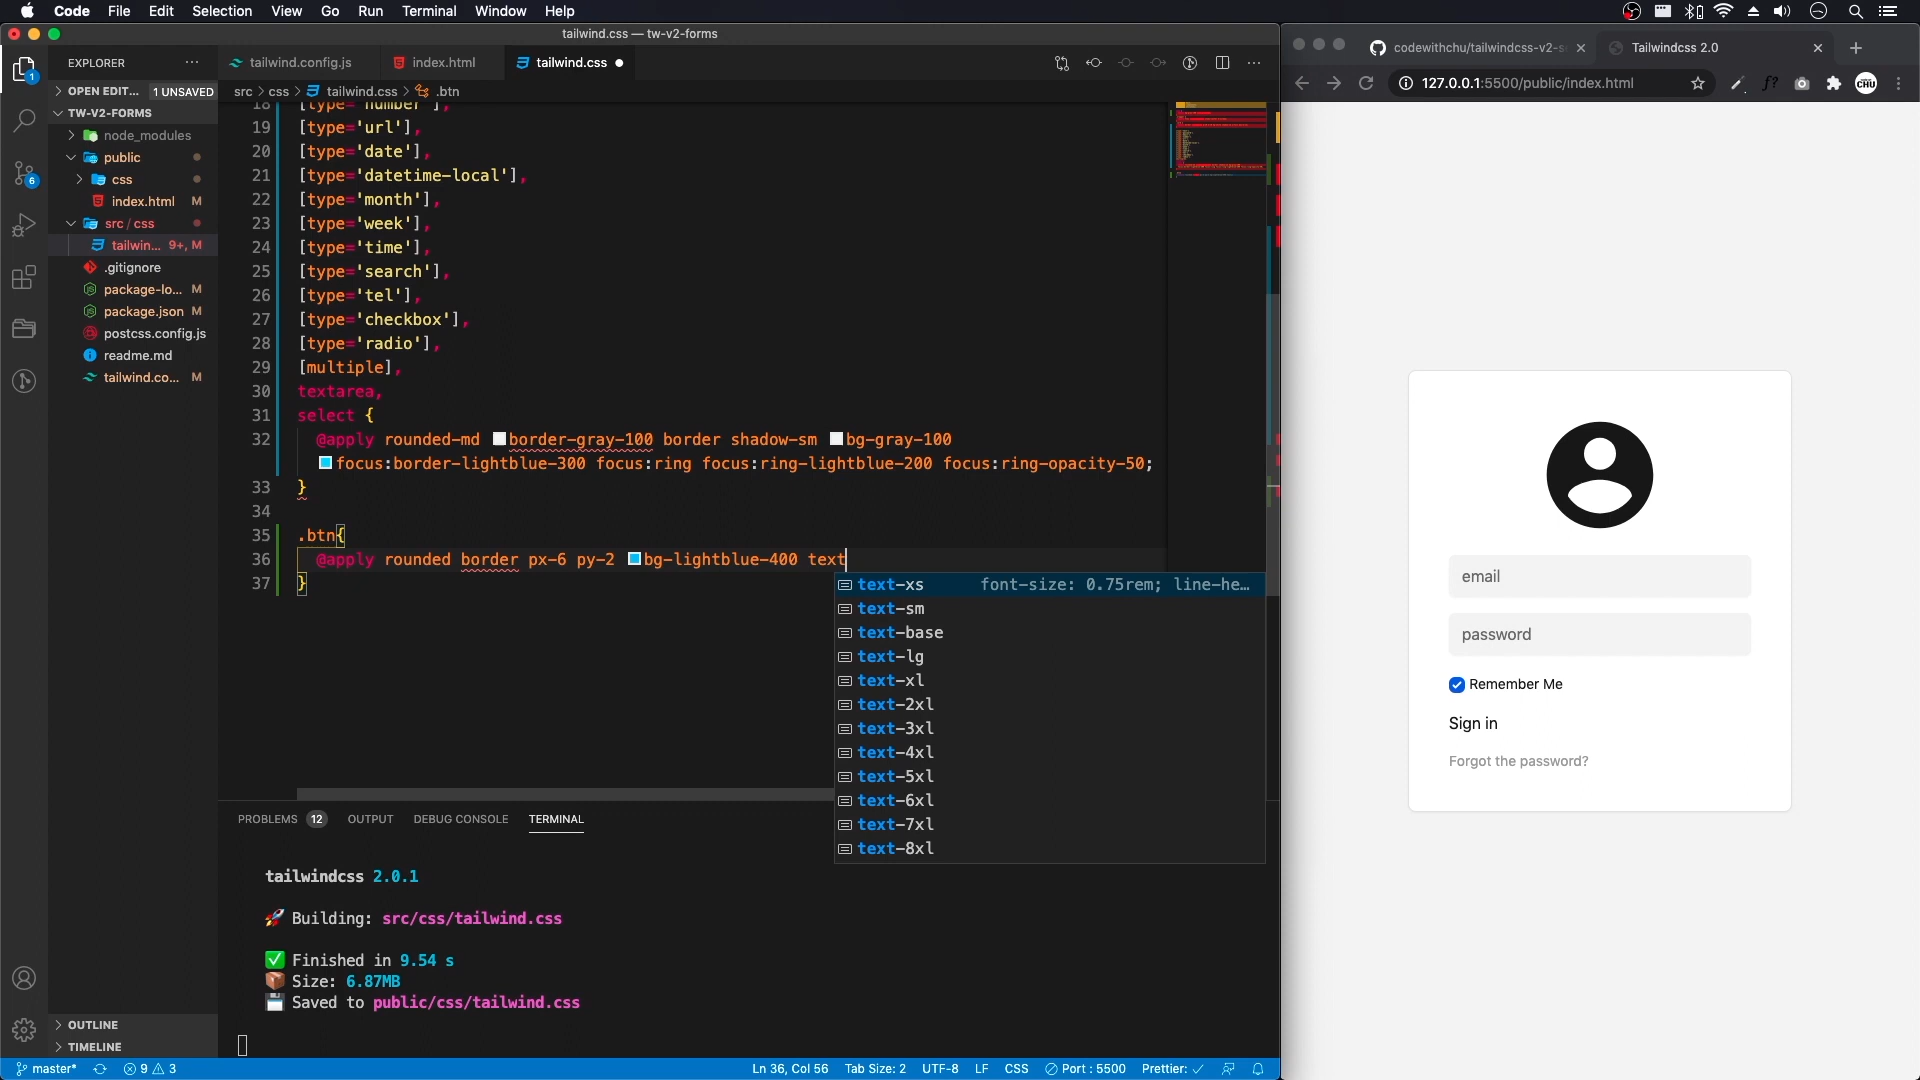 Code File Edit Selection View Go Run Terminal Window Help
tailwind.css — tw-v2-forms
EXPLORER
OPEN EDIT... 1 UNSAVED
TW-V2-FORMS
node_modules
public
css
index.html M
src / css
tailwin... 9+, M
.gitignore
package-lo... M
package.json M
postcss.config.js
readme.md
tailwind.co... M
OUTLINE
TIMELINE
1
6
tailwind.config.js
index.html
tailwind.css
src > css > tailwind.css > .btn
18 [type='number'],
19 [type='url'],
20 [type='date'],
21 [type='datetime-local'],
22 [type='month'],
23 [type='week'],
24 [type='time'],
25 [type='search'],
26 [type='tel'],
27 [type='checkbox'],
28 [type='radio'],
29 [multiple],
30 textarea,
31 select {
32 @apply rounded-md border-gray-100 border shadow-sm bg-gray-100
focus:border-lightblue-300 focus:ring focus:ring-lightblue-200 focus:ring-opacity-50;
33 }
34
35 .btn{
36 @apply rounded border px-6 py-2 bg-lightblue-400 text
37 }
text-xs font-size: 0.75rem; line-he...
text-sm
text-base
text-lg
text-xl
text-2xl
text-3xl
text-4xl
text-5xl
text-6xl
text-7xl
text-8xl
PROBLEMS 12 OUTPUT DEBUG CONSOLE TERMINAL
tailwindcss 2.0.1
🚀 Building: src/css/tailwind.css
✅ Finished in 9.54 s
📦 Size: 6.87MB
💾 Saved to public/css/tailwind.css
master* 9 3 Ln 36, Col 56 Tab Size: 2 UTF-8 LF CSS Port : 5500 Prettier: ✓
codewithchu/tailwindcss-v2-s
Tailwindcss 2.0
127.0.0.1:5500/public/index.html
f?
CHU
email
password
Remember Me
Sign in
Forgot the password?